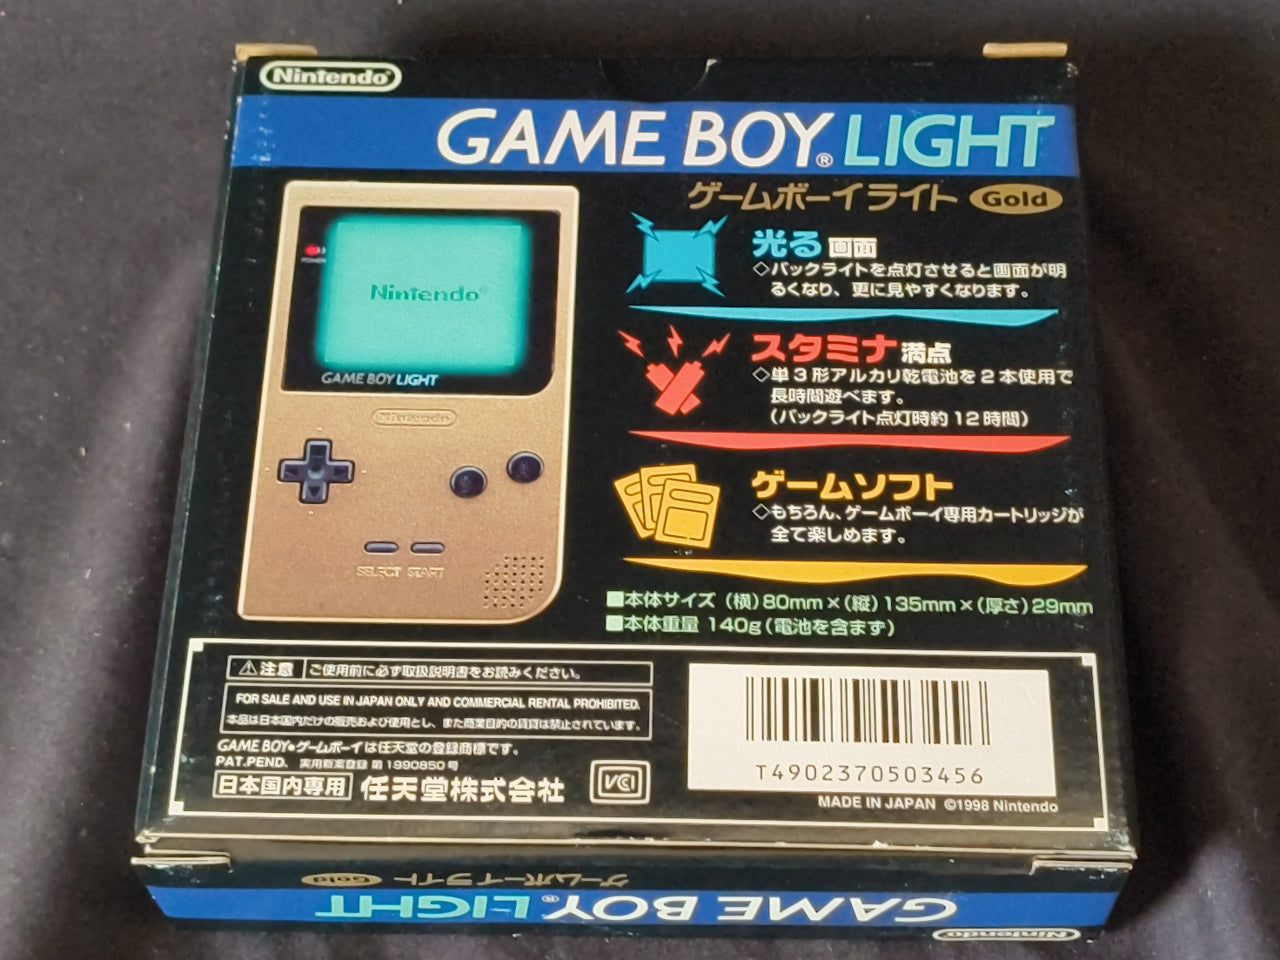 Nintendo®
GAME BOY® LIGHT
ゲームボーイライト Gold
POWER
Nintendo®
GAME BOY LIGHT
Nintendo
SELECT START
光る画面
◇バックライトを点灯させると画面が明
るくなり、更に見やすくなります。
スタミナ満点
◇単3形アルカリ乾電池を2本使用で
長時間遊べます。
(バックライト点灯時約12時間)
ゲームソフト
◇もちろん、ゲームボーイ専用カートリッジが
全て楽しめます。
■本体サイズ (横)80mm×(縦)135mm×(厚さ)29mm
■本体重量 140g(電池を含まず)
⚠注意 ご使用前に必ず取扱説明書をお読みください。
FOR SALE AND USE IN JAPAN ONLY AND COMMERCIAL RENTAL PROHIBITED.
本品は日本国内だけの販売および使用とし、また商業目的の賃貸は禁止されています。
GAME BOY・ゲームボーイは任天堂の登録商標です。
PAT.PEND. 実用新案登録 第1990850号
日本国内専用 任天堂株式会社
VCI
T4902370503456
MADE IN JAPAN ©1998 Nintendo
ゲームボーイライト Gold
GAME BOY® LIGHT
Nintendo